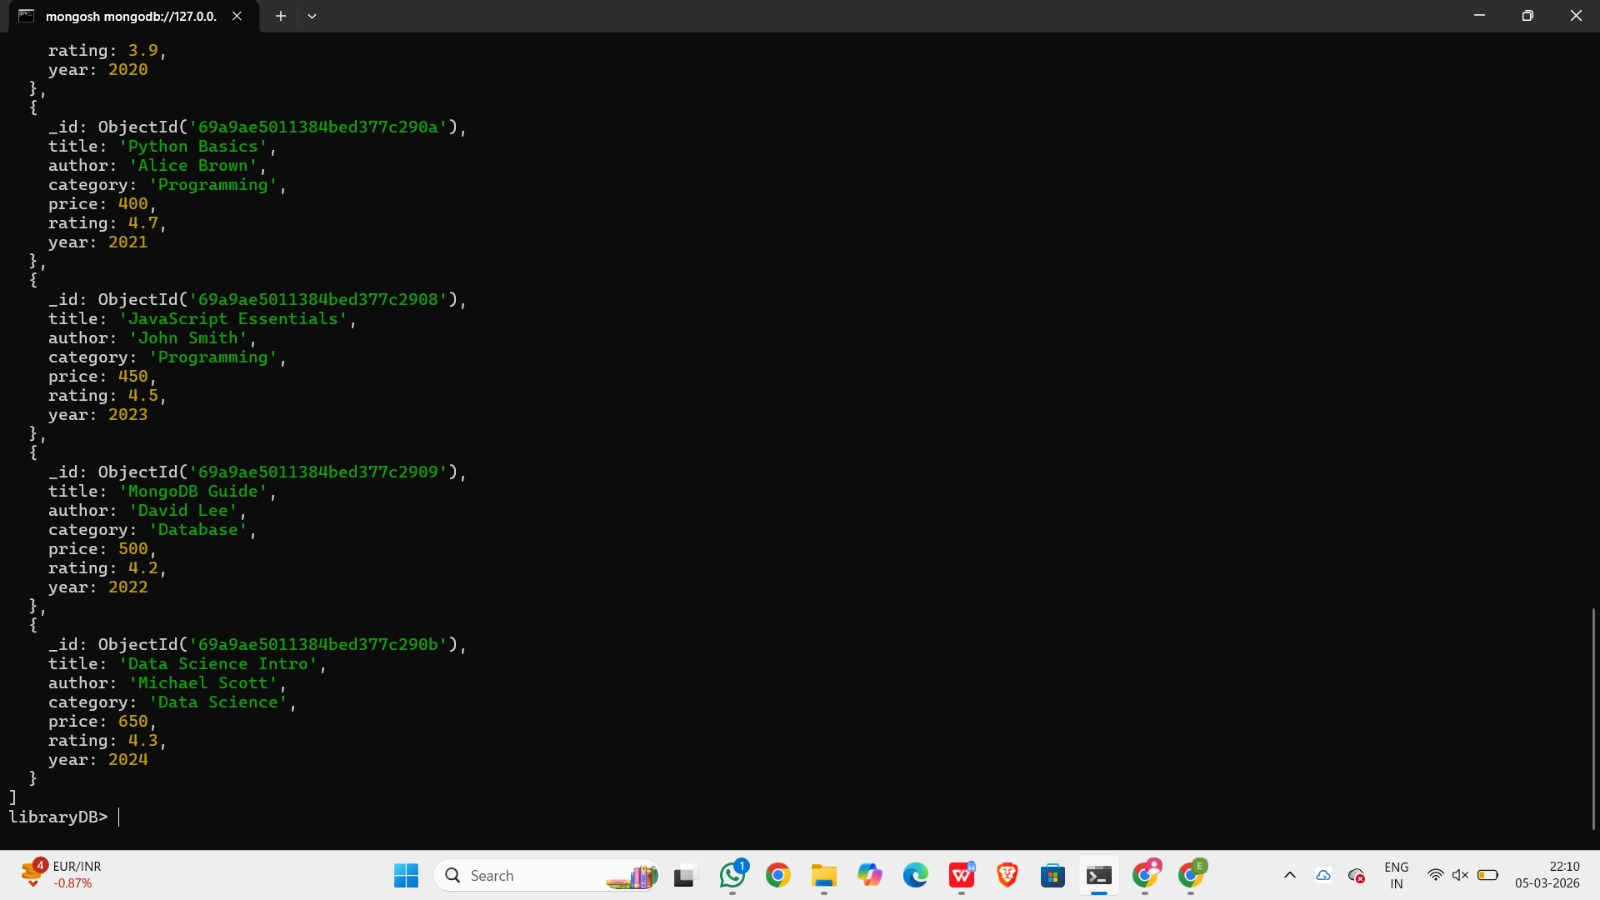 mongosh mongodb://127.0.0.
rating: 3.9,
year: 2020
},
{
_id: ObjectId('69a9ae5011384bed377c290a'),
title: 'Python Basics',
author: 'Alice Brown',
category: 'Programming',
price: 400,
rating: 4.7,
year: 2021
},
{
_id: ObjectId('69a9ae5011384bed377c2908'),
title: 'JavaScript Essentials',
author: 'John Smith',
category: 'Programming',
price: 450,
rating: 4.5,
year: 2023
},
{
_id: ObjectId('69a9ae5011384bed377c2909'),
title: 'MongoDB Guide',
author: 'David Lee',
category: 'Database',
price: 500,
rating: 4.2,
year: 2022
},
{
_id: ObjectId('69a9ae5011384bed377c290b'),
title: 'Data Science Intro',
author: 'Michael Scott',
category: 'Data Science',
price: 650,
rating: 4.3,
year: 2024
}
]
libraryDB>
4 EUR/INR
-0.87%
Search
1
E
ENG
IN
22:10
05-03-2026